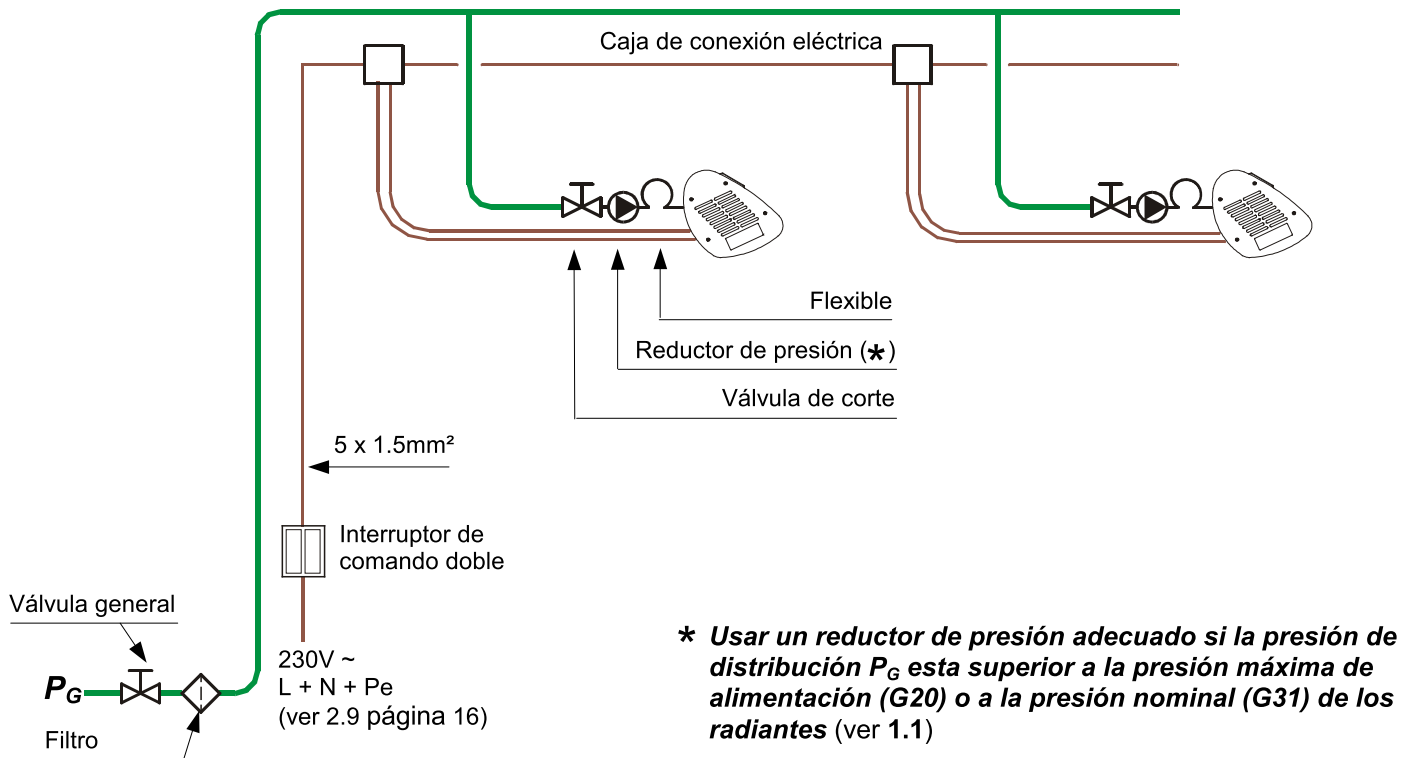 Caja de conexión eléctrica
Flexible
Reductor de presión (*)
Válvula de corte
5 x 1.5mm²
Interruptor de
comando doble
Válvula general
PG
Filtro
230V ~
L + N + Pe
(ver 2.9 página 16)
* Usar un reductor de presión adecuado si la presión de
distribución PG esta superior a la presión máxima de
alimentación (G20) o a la presión nominal (G31) de los
radiantes (ver 1.1)